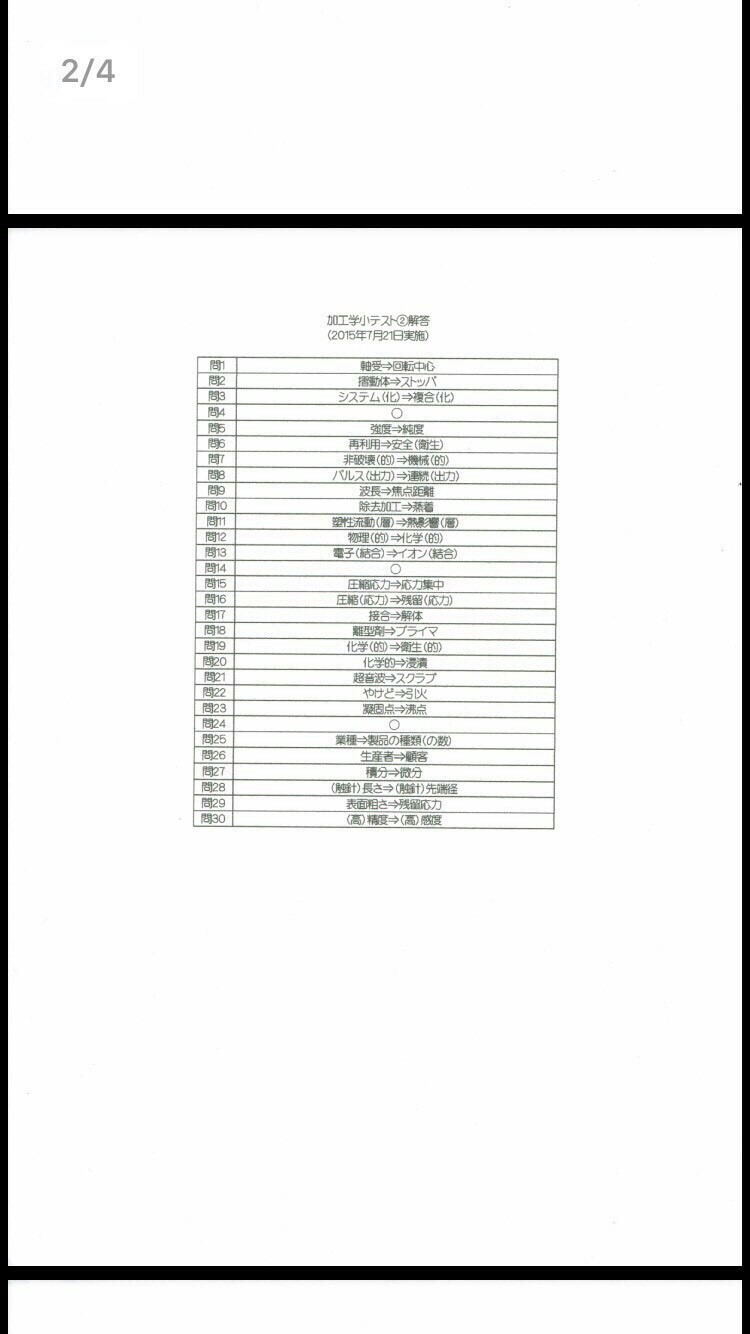 2/4
加工学小テスト②解答
(2015年7月21日実施)
問1 軸受⇒回転中心
問2 摺動体⇒ストッパ
問3 システム(化)⇒複合(化)
問4 ○
問5 強度⇒純度
問6 再利用⇒安全(衛生)
問7 非破壊(的)⇒機械(的)
問8 パルス(出力)⇒連続(出力)
問9 波長⇒焦点距離
問10 除去加工⇒蒸着
問11 塑性流動(層)⇒熱影響(層)
問12 物理(的)⇒化学(的)
問13 電子(結合)⇒イオン(結合)
問14 ○
問15 圧縮応力⇒応力集中
問16 圧縮(応力)⇒残留(応力)
問17 接合⇒解体
問18 離型剤⇒プライマ
問19 化学(的)⇒衛生(的)
問20 化学的⇒浸漬
問21 超音波⇒スクラブ
問22 やけど⇒引火
問23 凝固点⇒沸点
問24 ○
問25 業種⇒製品の種類(の数)
問26 生産者⇒顧客
問27 積分⇒微分
問28 (触針)長さ⇒(触針)先端径
問29 表面粗さ⇒残留応力
問30 (高)精度⇒(高)感度